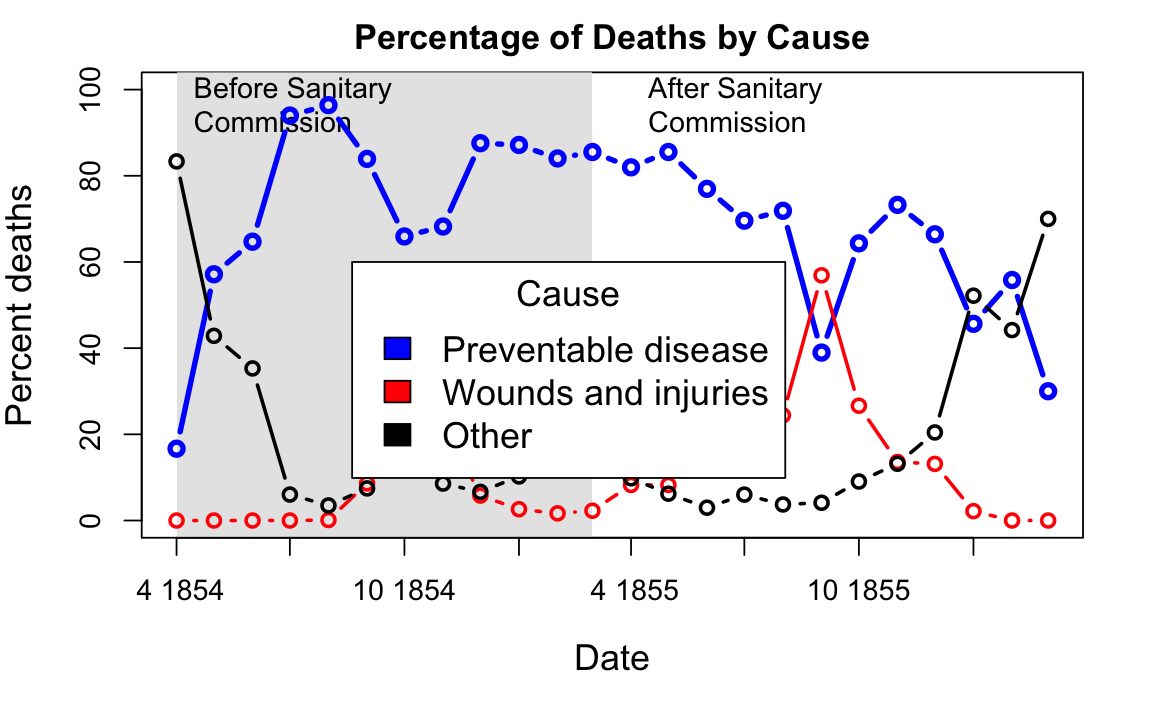 Percentage of Deaths by Cause
Before Sanitary
Commission
After Sanitary
Commission
Percent deaths
100
80
60
40
20
0
Cause
Preventable disease
Wounds and injuries
Other
4 1854
10 1854
4 1855
10 1855
Date